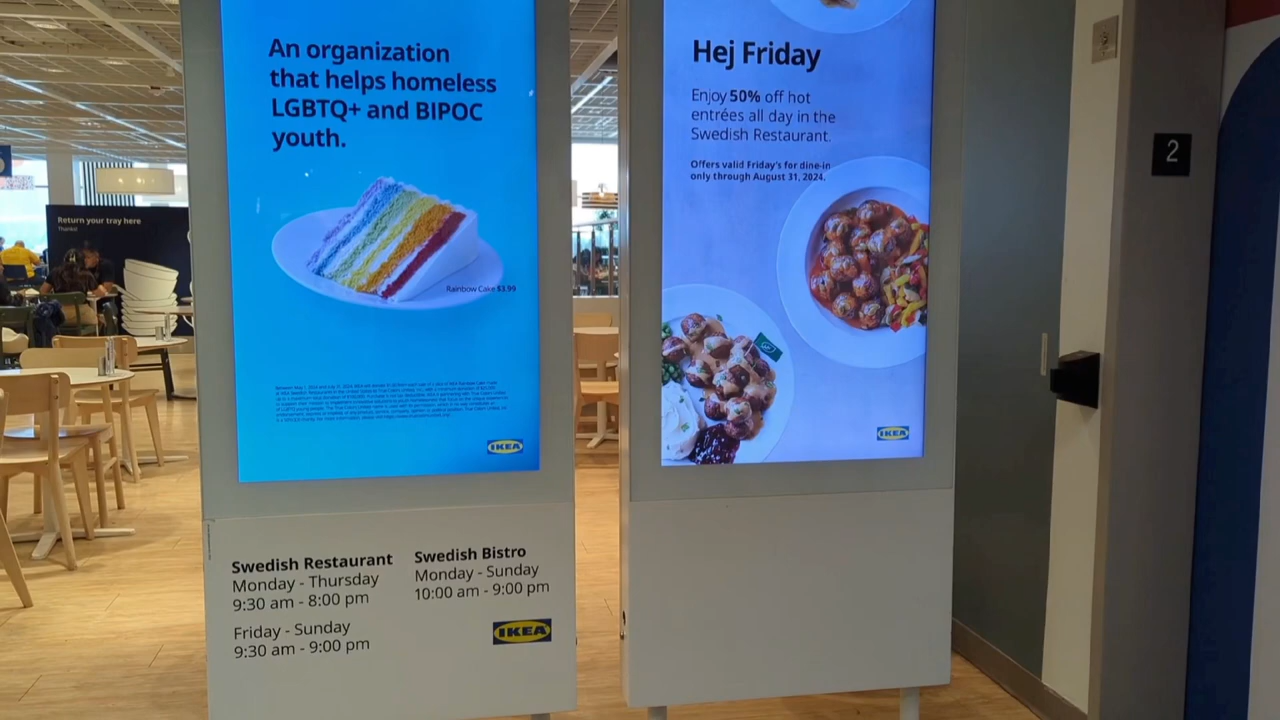 An organization
that helps homeless
LGBTQ+ and BIPOC
youth.
Rainbow Cake $3.99
IKEA
Swedish Restaurant
Monday - Thursday
9:30 am - 8:00 pm
Friday - Sunday
9:30 am - 9:00 pm
Swedish Bistro
Monday - Sunday
10:00 am - 9:00 pm
IKEA
Hej Friday
Enjoy 50% off hot
entrées all day in the
Swedish Restaurant.
Offers valid Friday's for dine-in
only through August 31, 2024.
IKEA
Return your tray here
Thanks!
2